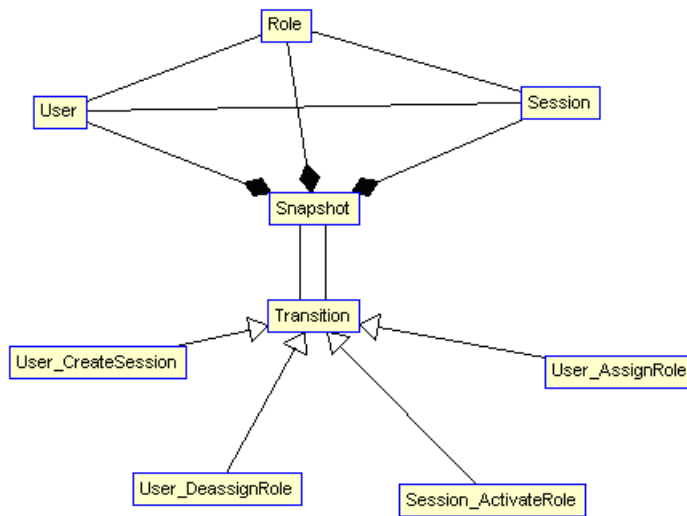 Role
User
Session
Snapshot
Transition
User_CreateSession
User_AssignRole
User_DeassignRole
Session_ActivateRole